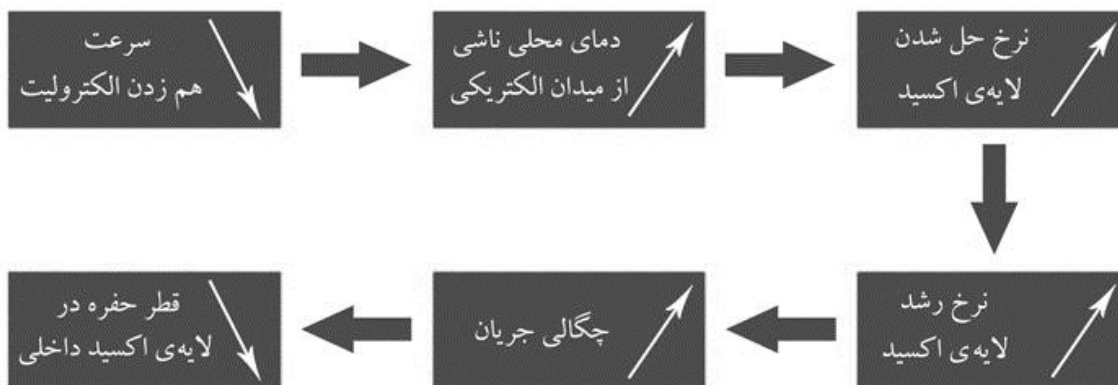 سرعت
هم زدن الکترولیت
دمای محلی ناشی
از میدان الکتریکی
نرخ حل شدن
لایه‌ی اکسید
نرخ رشد
لایه‌ی اکسید
چگالی جریان
قطر حفره در
لایه‌ی اکسید داخلی